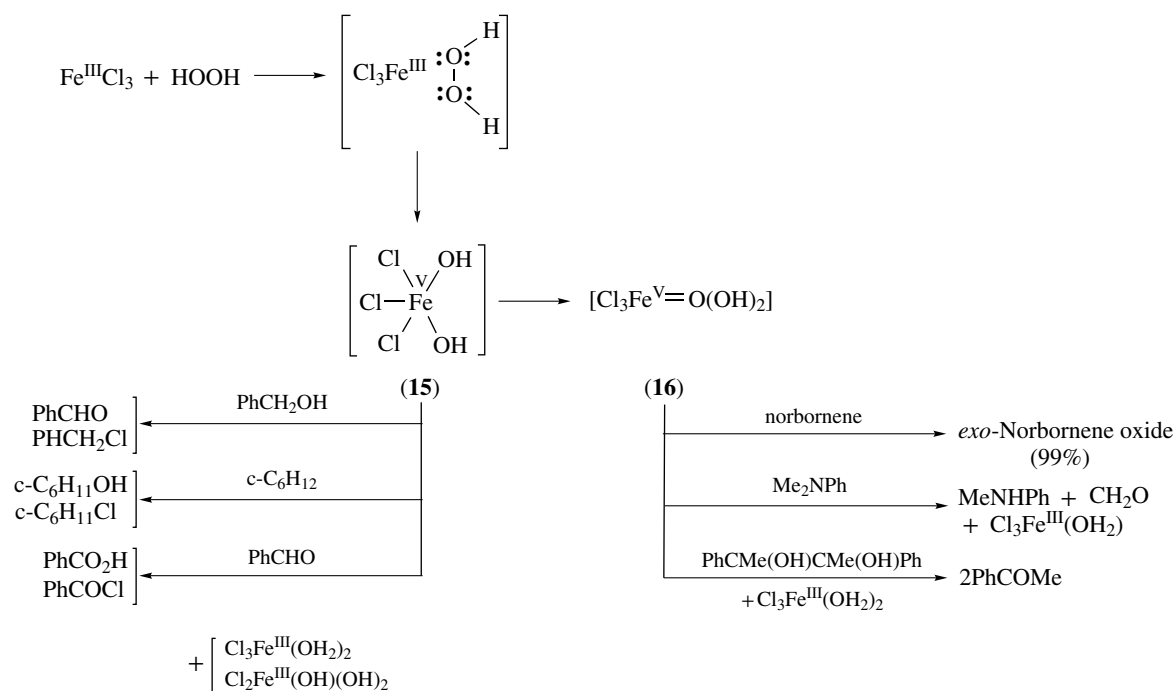 Fe^III Cl3 + HOOH
Cl3Fe^III
H
:O:
:O:
H
Cl
OH
V
Cl
Fe
Cl
OH
[Cl3Fe^V=O(OH)2]
(15)
(16)
PhCHO
PHCH2Cl
PhCH2OH
c-C6H11OH
c-C6H11Cl
c-C6H12
PhCO2H
PhCOCl
PhCHO
+
Cl3Fe^III(OH2)2
Cl2Fe^III(OH)(OH)2
norbornene
exo-Norbornene oxide
(99%)
Me2NPh
MeNHPh + CH2O
+ Cl3Fe^III(OH2)
PhCMe(OH)CMe(OH)Ph
+Cl3Fe^III(OH2)2
2PhCOMe